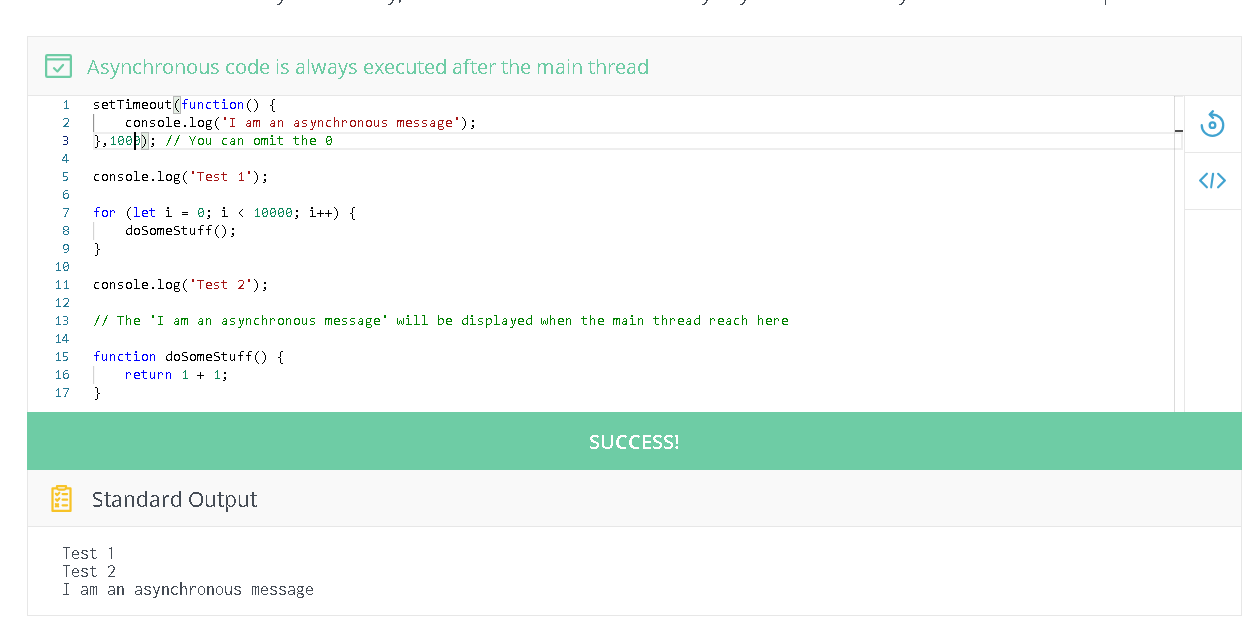 Asynchronous code is always executed after the main thread
1 setTimeout(function() {
2 console.log('I am an asynchronous message');
3 },1000); // You can omit the 0
4
5 console.log('Test 1');
6
7 for (let i = 0; i < 10000; i++) {
8 doSomeStuff();
9 }
10
11 console.log('Test 2');
12
13 // The 'I am an asynchronous message' will be displayed when the main thread reach here
14
15 function doSomeStuff() {
16 return 1 + 1;
17 }
</>
SUCCESS!
Standard Output
Test 1
Test 2
I am an asynchronous message